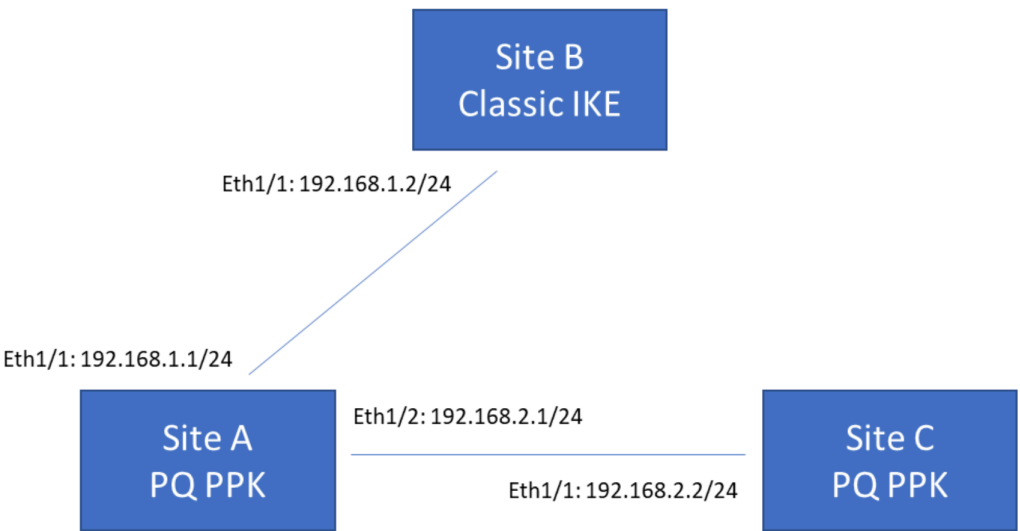 Site B
Classic IKE
Eth1/1: 192.168.1.2/24
Eth1/1: 192.168.1.1/24
Site A
PQ PPK
Eth1/2: 192.168.2.1/24
Eth1/1: 192.168.2.2/24
Site C
PQ PPK